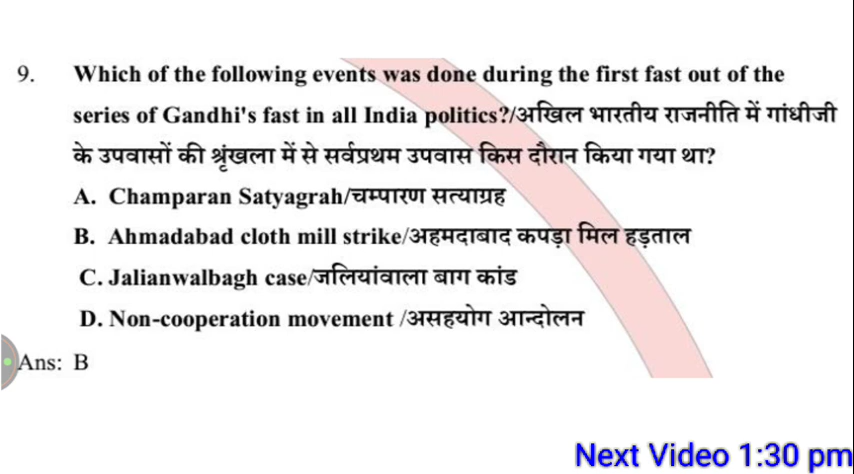 9. Which of the following events was done during the first fast out of the
series of Gandhi's fast in all India politics?/अखिल भारतीय राजनीति में गांधीजी
के उपवासों की श्रृंखला में से सर्वप्रथम उपवास किस दौरान किया गया था?
A. Champaran Satyagrah/चम्पारण सत्याग्रह
B. Ahmadabad cloth mill strike/अहमदाबाद कपड़ा मिल हड़ताल
C. Jalianwalbagh case/जलियांवाला बाग कांड
D. Non-cooperation movement /असहयोग आन्दोलन
Ans: B
Next Video 1:30 pm